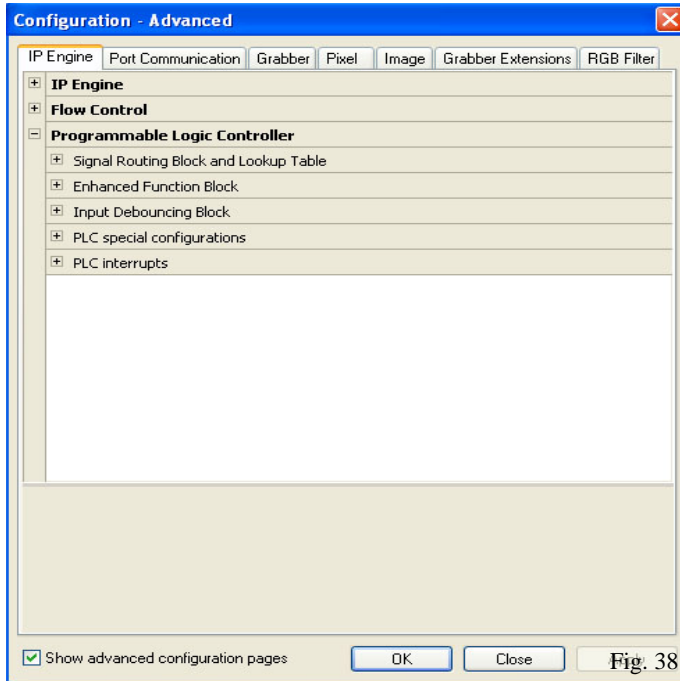 Configuration - Advanced
IP Engine Port Communication Grabber Pixel Image Grabber Extensions RGB Filter
IP Engine
Flow Control
Programmable Logic Controller
Signal Routing Block and Lookup Table
Enhanced Function Block
Input Debouncing Block
PLC special configurations
PLC interrupts
Show advanced configuration pages OK Close Fig. 38